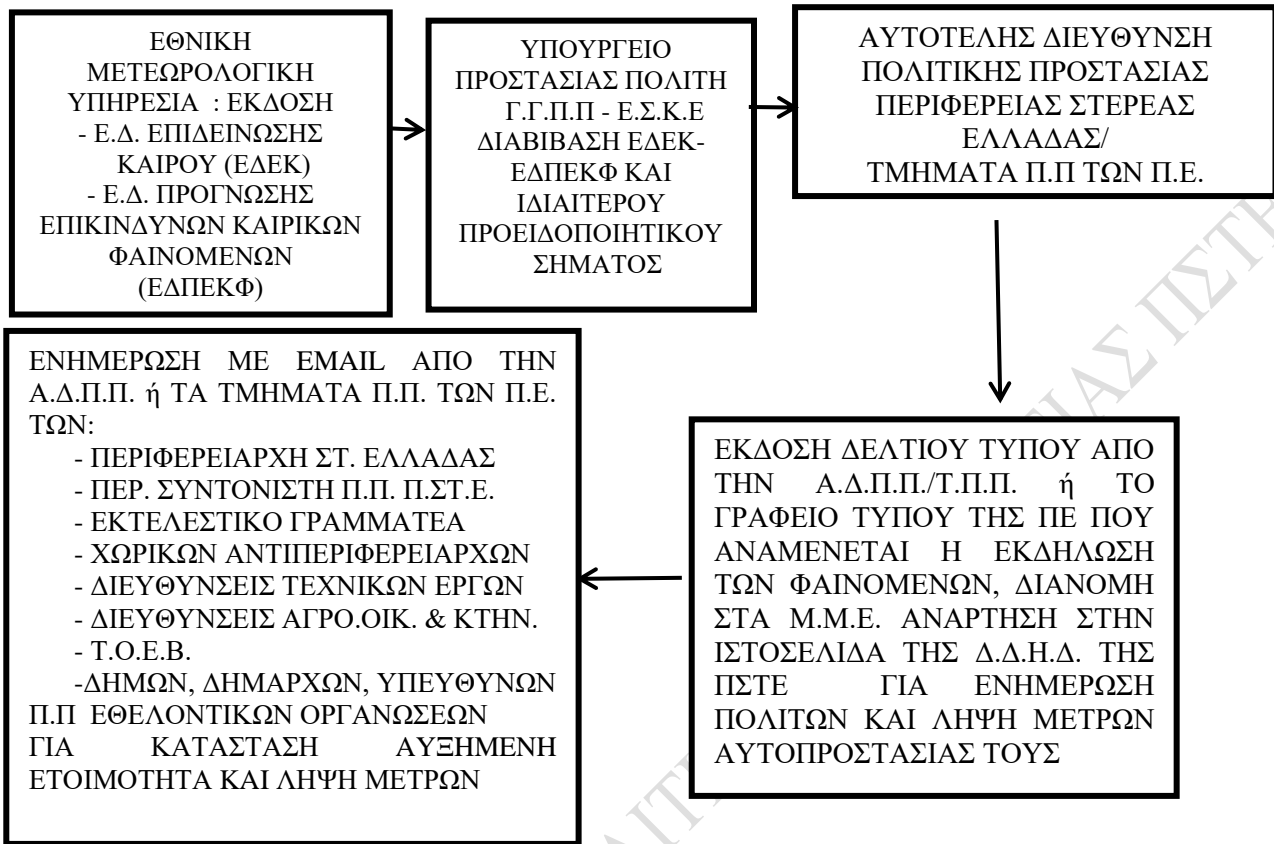 ΕΘΝΙΚΗ
ΜΕΤΕΩΡΟΛΟΓΙΚΗ
ΥΠΗΡΕΣΙΑ : ΕΚΔΟΣΗ
- Ε.Δ. ΕΠΙΔΕΙΝΩΣΗΣ
ΚΑΙΡΟΥ (ΕΔΕΚ)
- Ε.Δ. ΠΡΟΓΝΩΣΗΣ
ΕΠΙΚΙΝΔΥΝΩΝ ΚΑΙΡΙΚΩΝ
ΦΑΙΝΟΜΕΝΩΝ
(ΕΔΠΕΚΦ)
ΥΠΟΥΡΓΕΙΟ
ΠΡΟΣΤΑΣΙΑΣ ΠΟΛΙΤΗ
Γ.Γ.Π.Π - Ε.Σ.Κ.Ε
ΔΙΑΒΙΒΑΣΗ ΕΔΕΚ-
ΕΔΠΕΚΦ ΚΑΙ
ΙΔΙΑΙΤΕΡΟΥ
ΠΡΟΕΙΔΟΠΟΙΗΤΙΚΟΥ
ΣΗΜΑΤΟΣ
ΑΥΤΟΤΕΛΗΣ ΔΙΕΥΘΥΝΣΗ
ΠΟΛΙΤΙΚΗΣ ΠΡΟΣΤΑΣΙΑΣ
ΠΕΡΙΦΕΡΕΙΑΣ ΣΤΕΡΕΑΣ
ΕΛΛΑΔΑΣ/
ΤΜΗΜΑΤΑ Π.Π ΤΩΝ Π.Ε.
ΕΚΔΟΣΗ ΔΕΛΤΙΟΥ ΤΥΠΟΥ ΑΠΟ
ΤΗΝ Α.Δ.Π.Π./Τ.Π.Π. ή ΤΟ
ΓΡΑΦΕΙΟ ΤΥΠΟΥ ΤΗΣ ΠΕ ΠΟΥ
ΑΝΑΜΕΝΕΤΑΙ Η ΕΚΔΗΛΩΣΗ
ΤΩΝ ΦΑΙΝΟΜΕΝΩΝ, ΔΙΑΝΟΜΗ
ΣΤΑ Μ.Μ.Ε. ΑΝΑΡΤΗΣΗ ΣΤΗΝ
ΙΣΤΟΣΕΛΙΔΑ ΤΗΣ Δ.Δ.Η.Δ. ΤΗΣ
ΠΣΤΕ ΓΙΑ ΕΝΗΜΕΡΩΣΗ
ΠΟΛΙΤΩΝ ΚΑΙ ΛΗΨΗ ΜΕΤΡΩΝ
ΑΥΤΟΠΡΟΣΤΑΣΙΑΣ ΤΟΥΣ
ΕΝΗΜΕΡΩΣΗ ΜΕ EMAIL ΑΠΟ ΤΗΝ
Α.Δ.Π.Π. ή ΤΑ ΤΜΗΜΑΤΑ Π.Π. ΤΩΝ Π.Ε.
ΤΩΝ:
- ΠΕΡΙΦΕΡΕΙΑΡΧΗ ΣΤ. ΕΛΛΑΔΑΣ
- ΠΕΡ. ΣΥΝΤΟΝΙΣΤΗ Π.Π. Π.ΣΤ.Ε.
- ΕΚΤΕΛΕΣΤΙΚΟ ΓΡΑΜΜΑΤΕΑ
- ΧΩΡΙΚΩΝ ΑΝΤΙΠΕΡΙΦΕΡΕΙΑΡΧΩΝ
- ΔΙΕΥΘΥΝΣΕΙΣ ΤΕΧΝΙΚΩΝ ΕΡΓΩΝ
- ΔΙΕΥΘΥΝΣΕΙΣ ΑΓΡΟ.ΟΙΚ. & ΚΤΗΝ.
- Τ.Ο.Ε.Β.
-ΔΗΜΩΝ, ΔΗΜΑΡΧΩΝ, ΥΠΕΥΘΥΝΩΝ
Π.Π ΕΘΕΛΟΝΤΙΚΩΝ ΟΡΓΑΝΩΣΕΩΝ
ΓΙΑ ΚΑΤΑΣΤΑΣΗ ΑΥΞΗΜΕΝΗ
ΕΤΟΙΜΟΤΗΤΑ ΚΑΙ ΛΗΨΗ ΜΕΤΡΩΝ